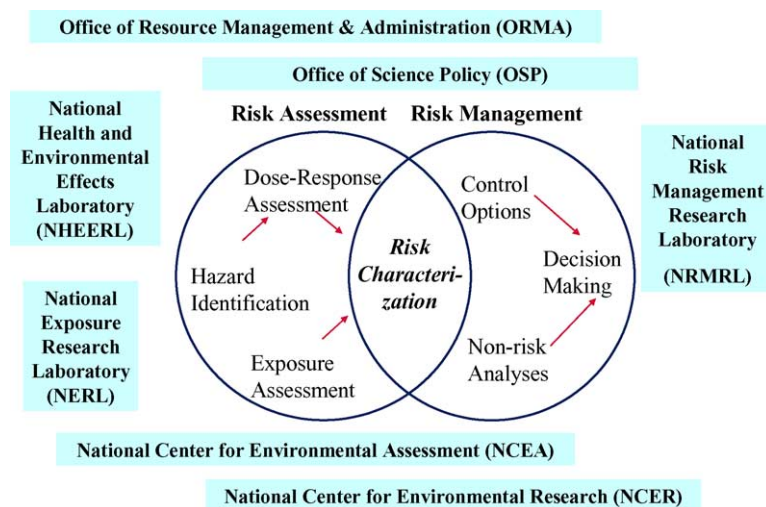 Office of Resource Management & Administration (ORMA)
Office of Science Policy (OSP)
National
Health and
Environmental
Effects
Laboratory
(NHEERL)
Risk Assessment
Risk Management
National
Risk
Management
Research
Laboratory
(NRMRL)
Dose-Response
Assessment
Control
Options
Risk
Characteri-
zation
Decision
Making
Hazard
Identification
National
Exposure
Research
Laboratory
(NERL)
Exposure
Assessment
Non-risk
Analyses
National Center for Environmental Assessment (NCEA)
National Center for Environmental Research (NCER)